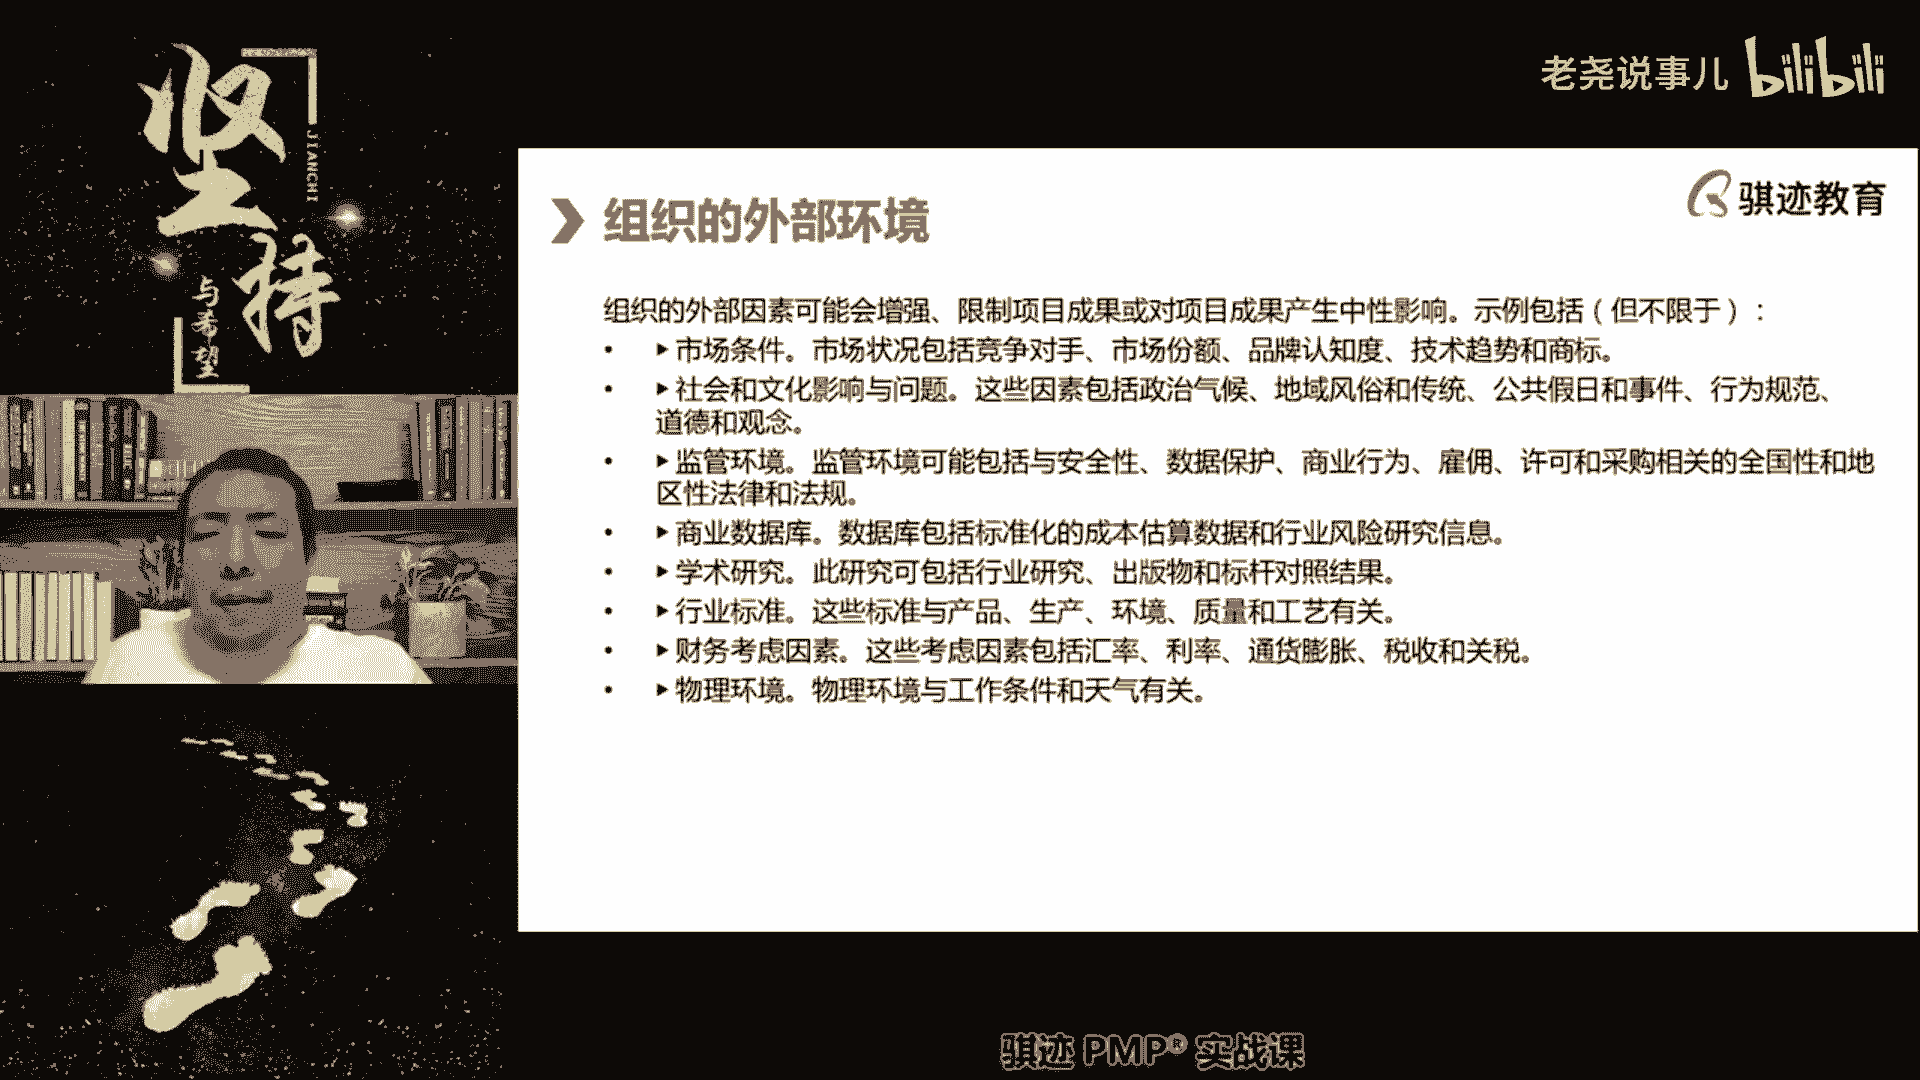 坚持
JIANCHI
与希望
老尧说事儿 bilibili
骐迹教育
组织的外部环境
组织的外部因素可能会增强、限制项目成果或对项目成果产生中性影响。示例包括（但不限于）：
• ▶市场条件。市场状况包括竞争对手、市场份额、品牌认知度、技术趋势和商标。
• ▶社会和文化影响与问题。这些因素包括政治气候、地域风俗和传统、公共假日和事件、行为规范、
道德和观念。
• ▶监管环境。监管环境可能包括与安全性、数据保护、商业行为、雇佣、许可和采购相关的全国性和地
区性法律和法规。
• ▶商业数据库。数据库包括标准化的成本估算数据和行业风险研究信息。
• ▶学术研究。此研究可包括行业研究、出版物和标杆对照结果。
• ▶行业标准。这些标准与产品、生产、环境、质量和工艺有关。
• ▶财务考虑因素。这些考虑因素包括汇率、利率、通货膨胀、税收和关税。
• ▶物理环境。物理环境与工作条件和天气有关。
骐迹 PMP® 实战课